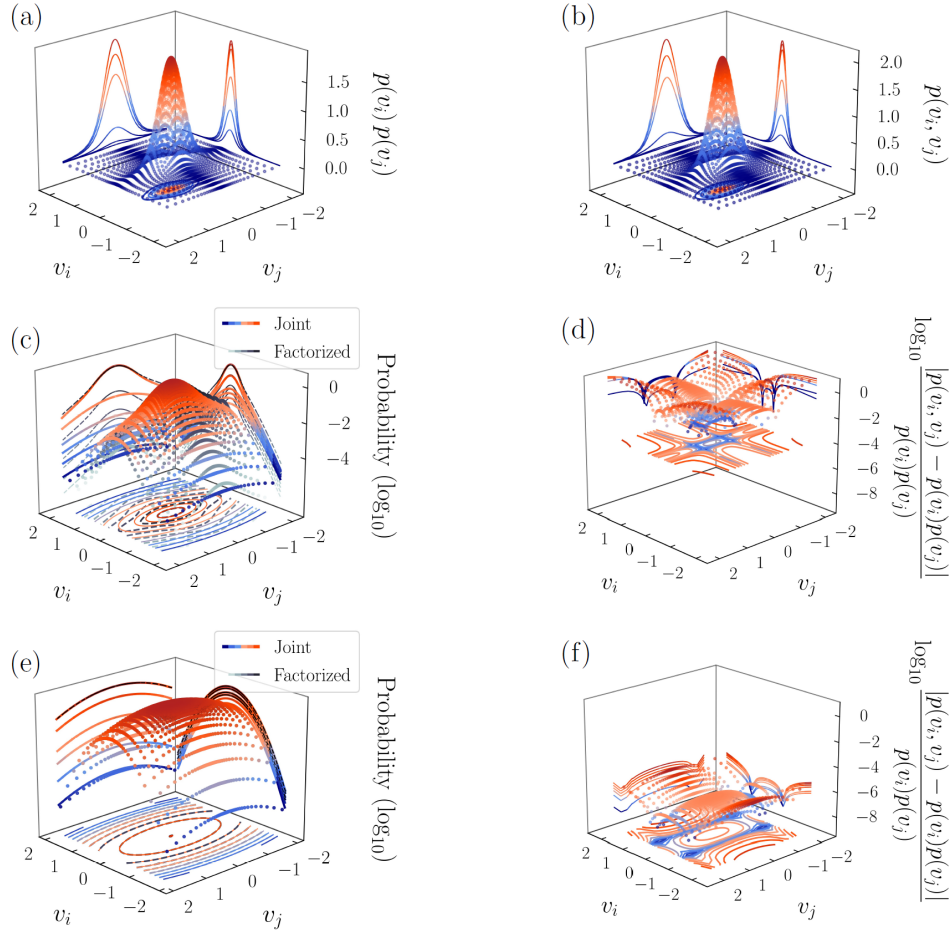 (a)
1.5
1.0
0.5
0.0
p(v_i) p(v_j)
2
1
0
−1
−2
v_i
2
1
0
−1
−2
v_j
(b)
2.0
1.5
1.0
0.5
0.0
p(v_i, v_j)
2
1
0
−1
−2
v_i
2
1
0
−1
−2
v_j
(c)
Joint
Factorized
0
−2
−4
Probability (log₁₀)
2
1
0
−1
−2
v_i
2
1
0
−1
−2
v_j
(d)
0
−2
−4
−6
−8
log₁₀ |p(v_i, v_j) − p(v_i)p(v_j)|
p(v_i)p(v_j)
2
1
0
−1
−2
v_i
2
1
0
−1
−2
v_j
(e)
Joint
Factorized
Probability (log₁₀)
2
1
0
−1
−2
v_i
2
1
0
−1
−2
v_j
(f)
0
−2
−4
−6
−8
log₁₀ |p(v_i, v_j) − p(v_i)p(v_j)|
p(v_i)p(v_j)
2
1
0
−1
−2
v_i
2
1
0
−1
−2
v_j